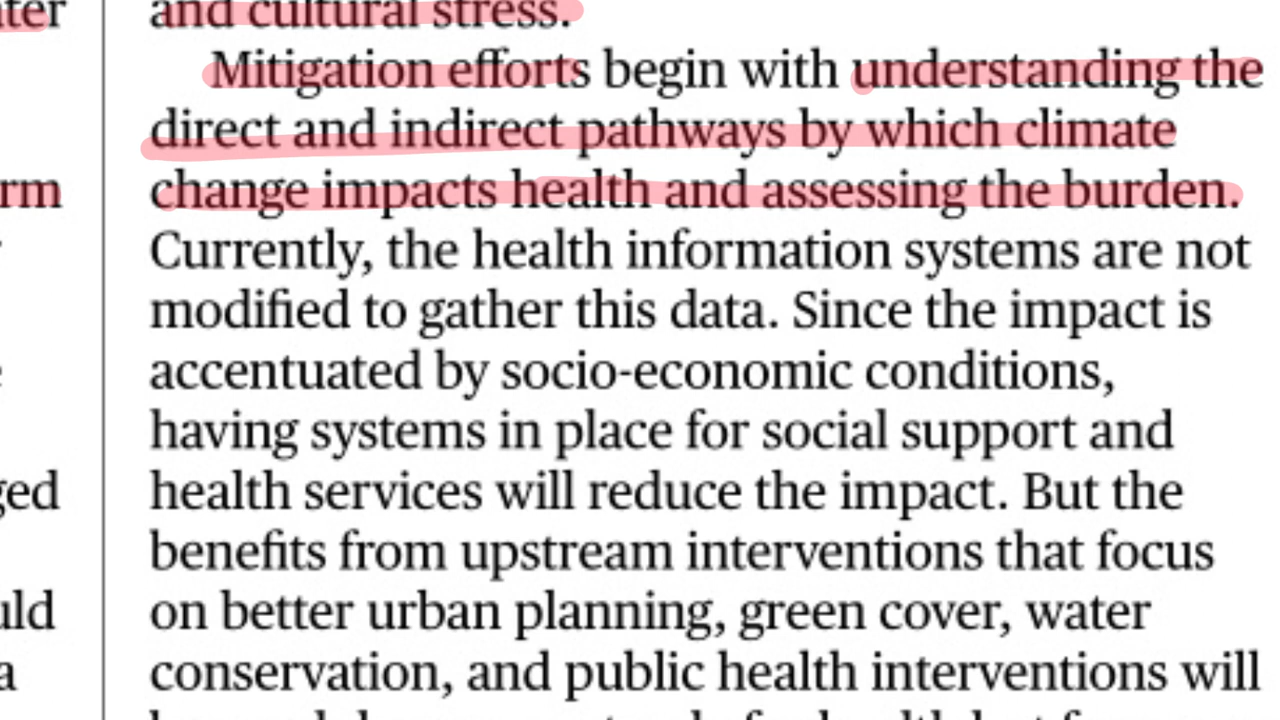 and cultural stress.
Mitigation efforts begin with understanding the
direct and indirect pathways by which climate
change impacts health and assessing the burden.
Currently, the health information systems are not
modified to gather this data. Since the impact is
accentuated by socio-economic conditions,
having systems in place for social support and
health services will reduce the impact. But the
benefits from upstream interventions that focus
on better urban planning, green cover, water
conservation, and public health interventions will